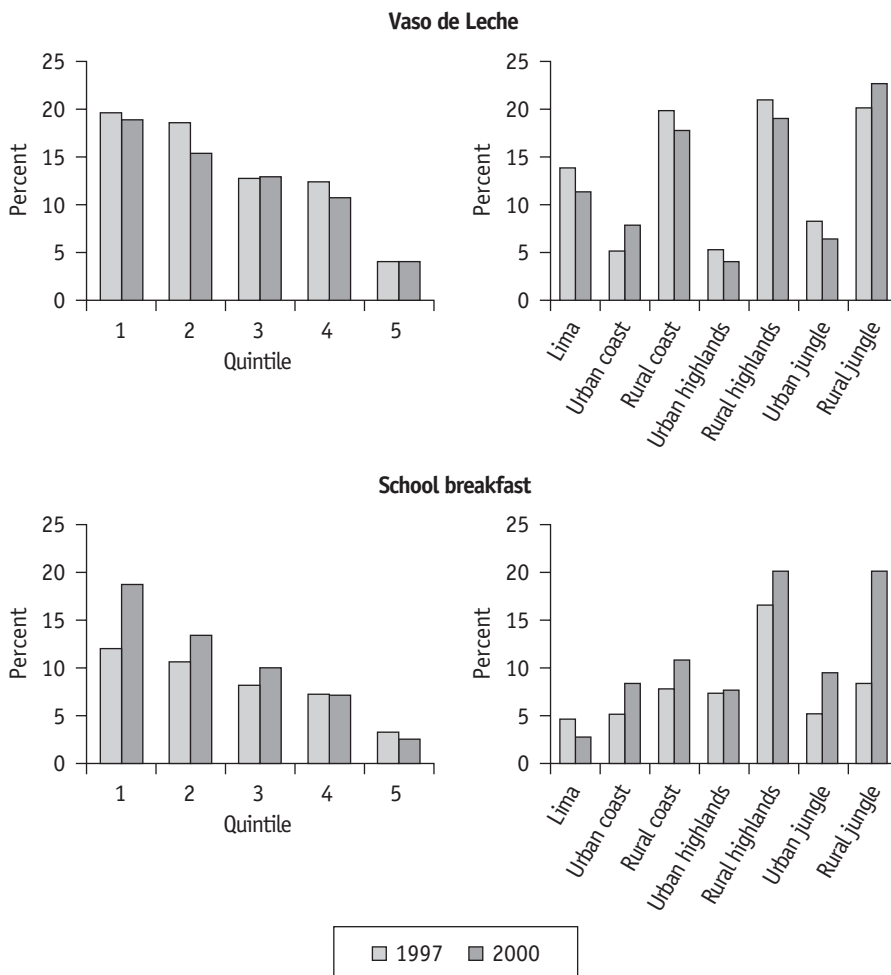 Vaso de Leche
25
20
15
10
5
0
Percent
1 2 3 4 5
Quintile
25
20
15
10
5
0
Percent
Lima
Urban coast
Rural coast
Urban highlands
Rural highlands
Urban jungle
Rural jungle
School breakfast
25
20
15
10
5
0
Percent
1 2 3 4 5
Quintile
25
20
15
10
5
0
Percent
Lima
Urban coast
Rural coast
Urban highlands
Rural highlands
Urban jungle
Rural jungle
1997 2000